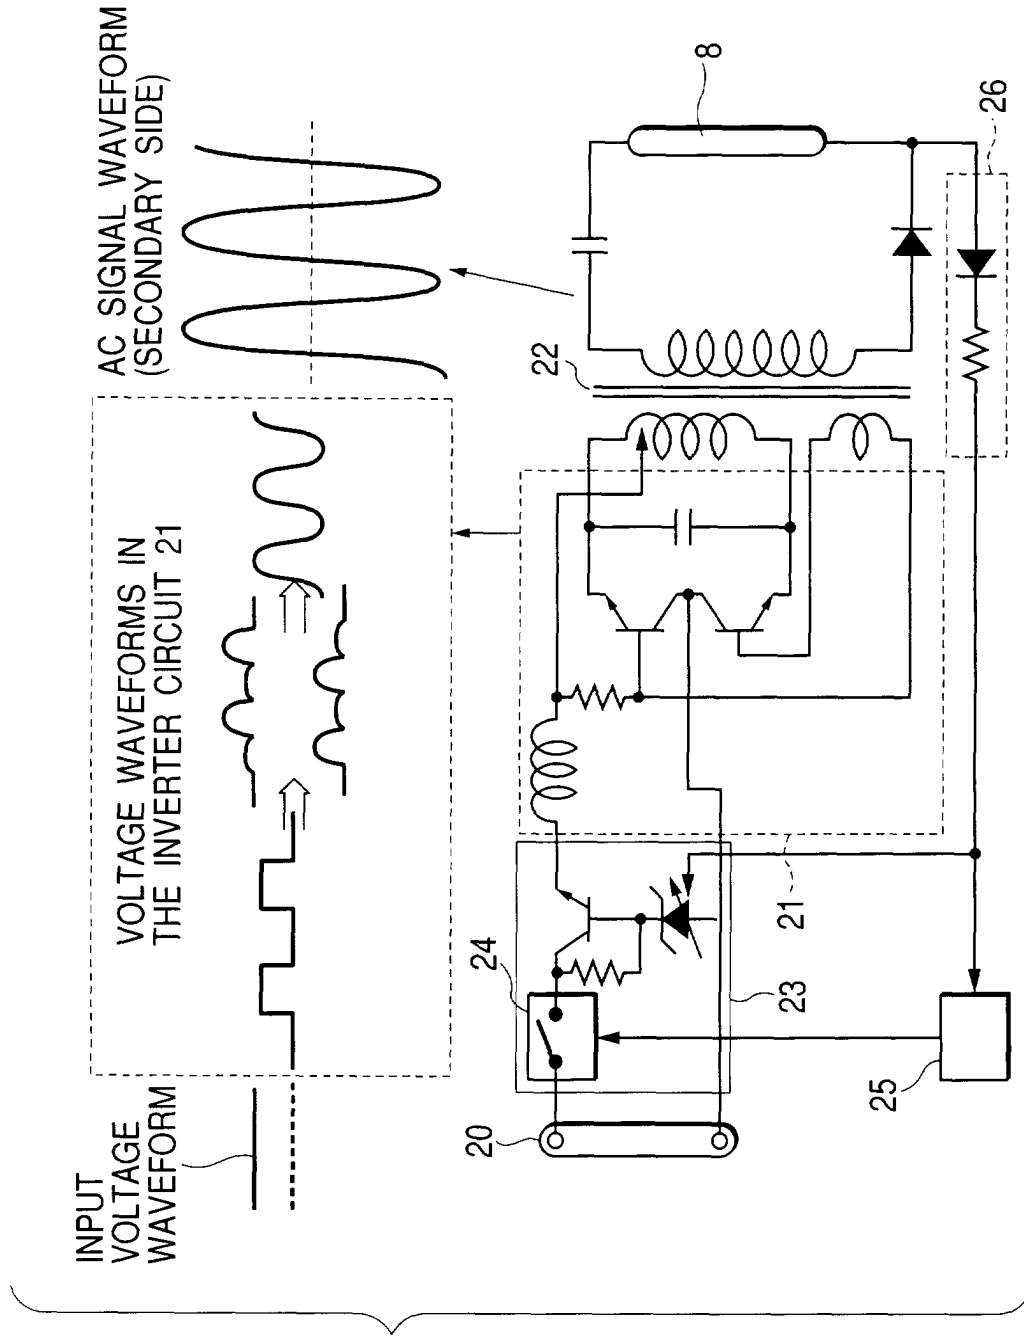 INPUT
VOLTAGE
WAVEFORM
VOLTAGE WAVEFORMS IN
THE INVERTER CIRCUIT 21
AC SIGNAL WAVEFORM
(SECONDARY SIDE)
20
24
22
8
23
21
25
26